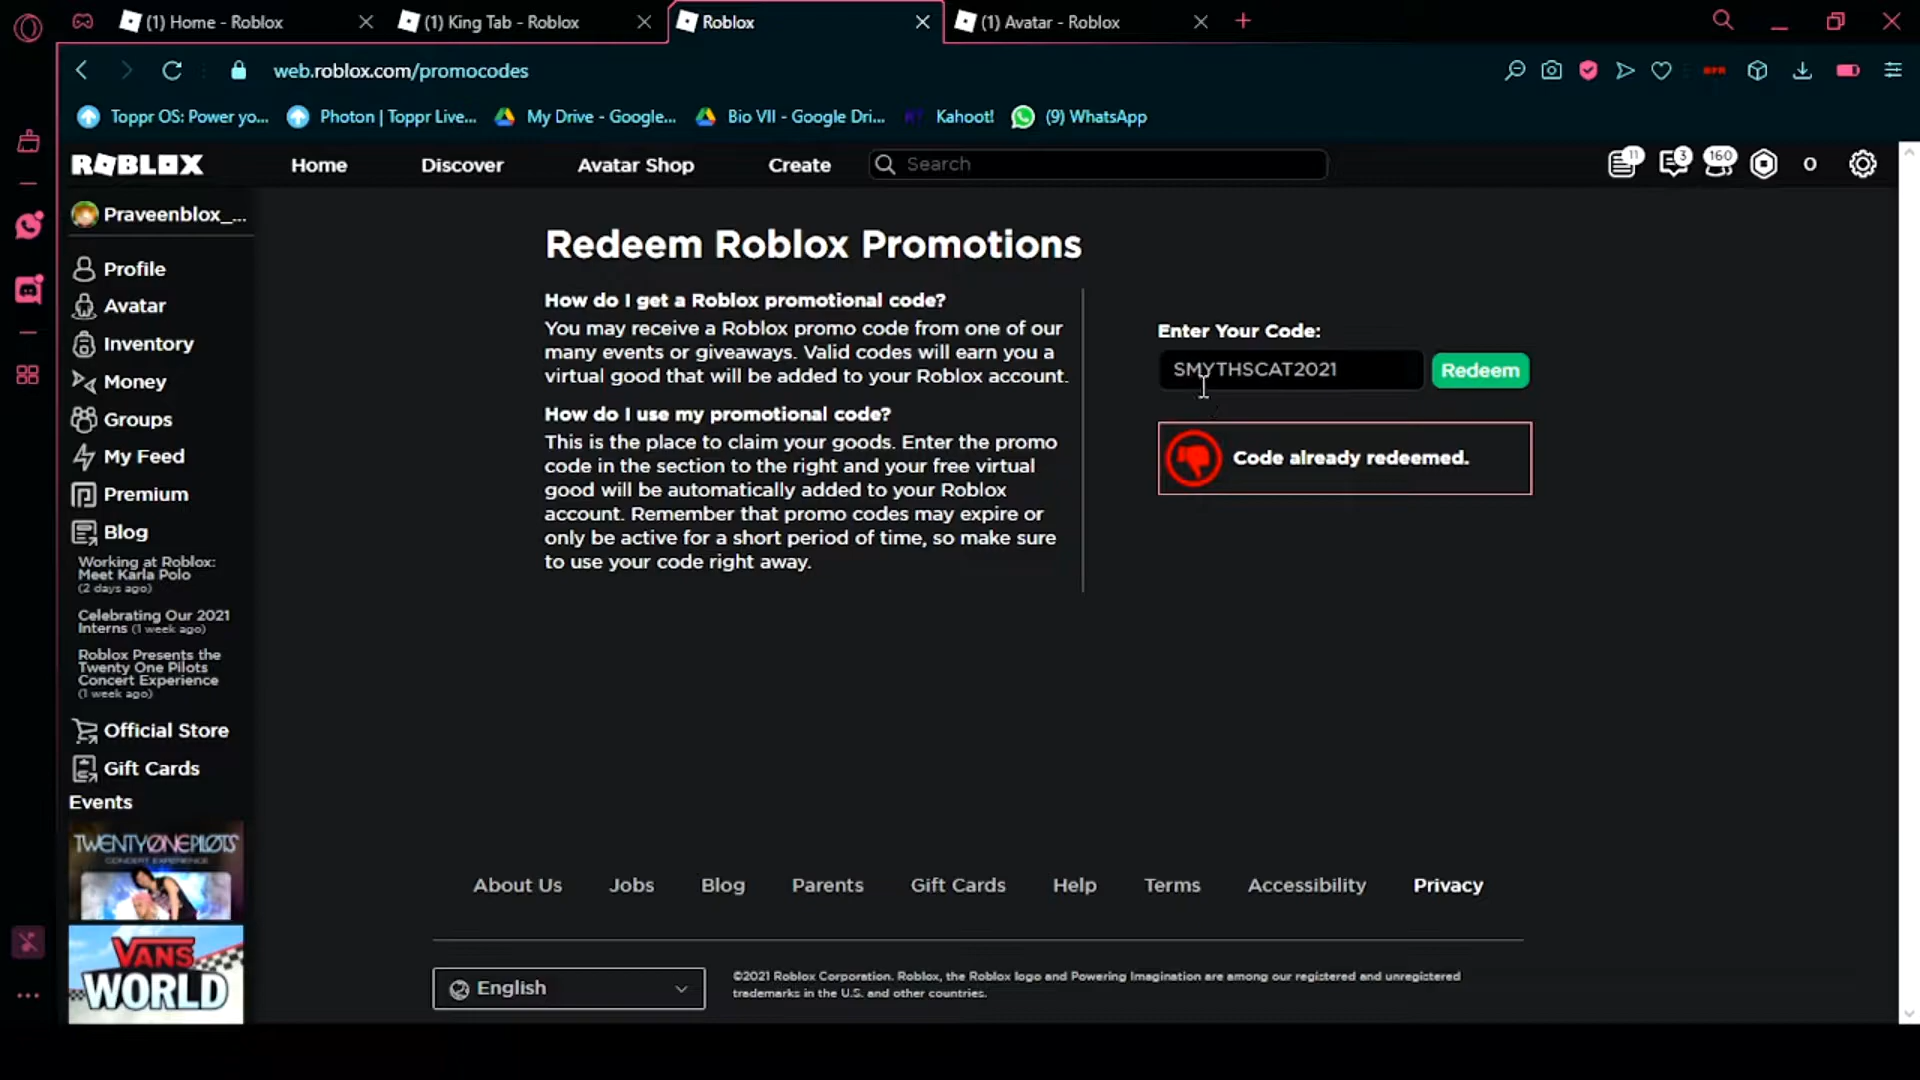 (1) Home - Roblox
(1) King Tab - Roblox
Roblox
(1) Avatar - Roblox
web.roblox.com/promocodes
Toppr OS: Power yo...
Photon | Toppr Live...
My Drive - Google...
Bio VII - Google Dri...
Kahoot!
(9) WhatsApp
ROBLOX
Home
Discover
Avatar Shop
Create
Search
11
3
160
0
Praveenblox_...
Profile
Avatar
Inventory
Money
Groups
My Feed
Premium
Blog
Working at Roblox:
Meet Karla Polo
(2 days ago)
Celebrating Our 2021
Interns (1 week ago)
Roblox Presents the
Twenty One Pilots
Concert Experience
(1 week ago)
Official Store
Gift Cards
Events
TWENTY ØNE PILØTS
CONCERT EXPERIENCE
VANS
WORLD
Redeem Roblox Promotions
How do I get a Roblox promotional code?
You may receive a Roblox promo code from one of our
many events or giveaways. Valid codes will earn you a
virtual good that will be added to your Roblox account.
How do I use my promotional code?
This is the place to claim your goods. Enter the promo
code in the section to the right and your free virtual
good will be automatically added to your Roblox
account. Remember that promo codes may expire or
only be active for a short period of time, so make sure
to use your code right away.
Enter Your Code:
SMYTHSCAT2021
Redeem
Code already redeemed.
About Us
Jobs
Blog
Parents
Gift Cards
Help
Terms
Accessibility
Privacy
English
©2021 Roblox Corporation. Roblox, the Roblox logo and Powering Imagination are among our registered and unregistered
trademarks in the U.S. and other countries.